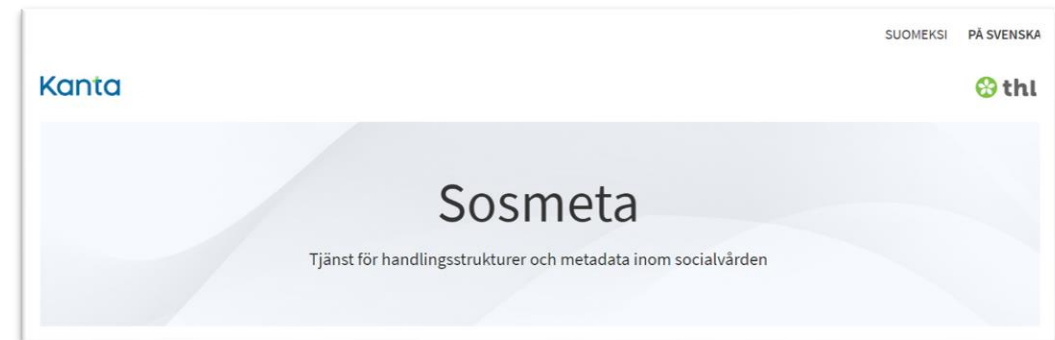 SUOMEKSI PÅ SVENSKA
Kanta thl
Sosmeta
Tjänst för handlingsstrukturer och metadata inom socialvården